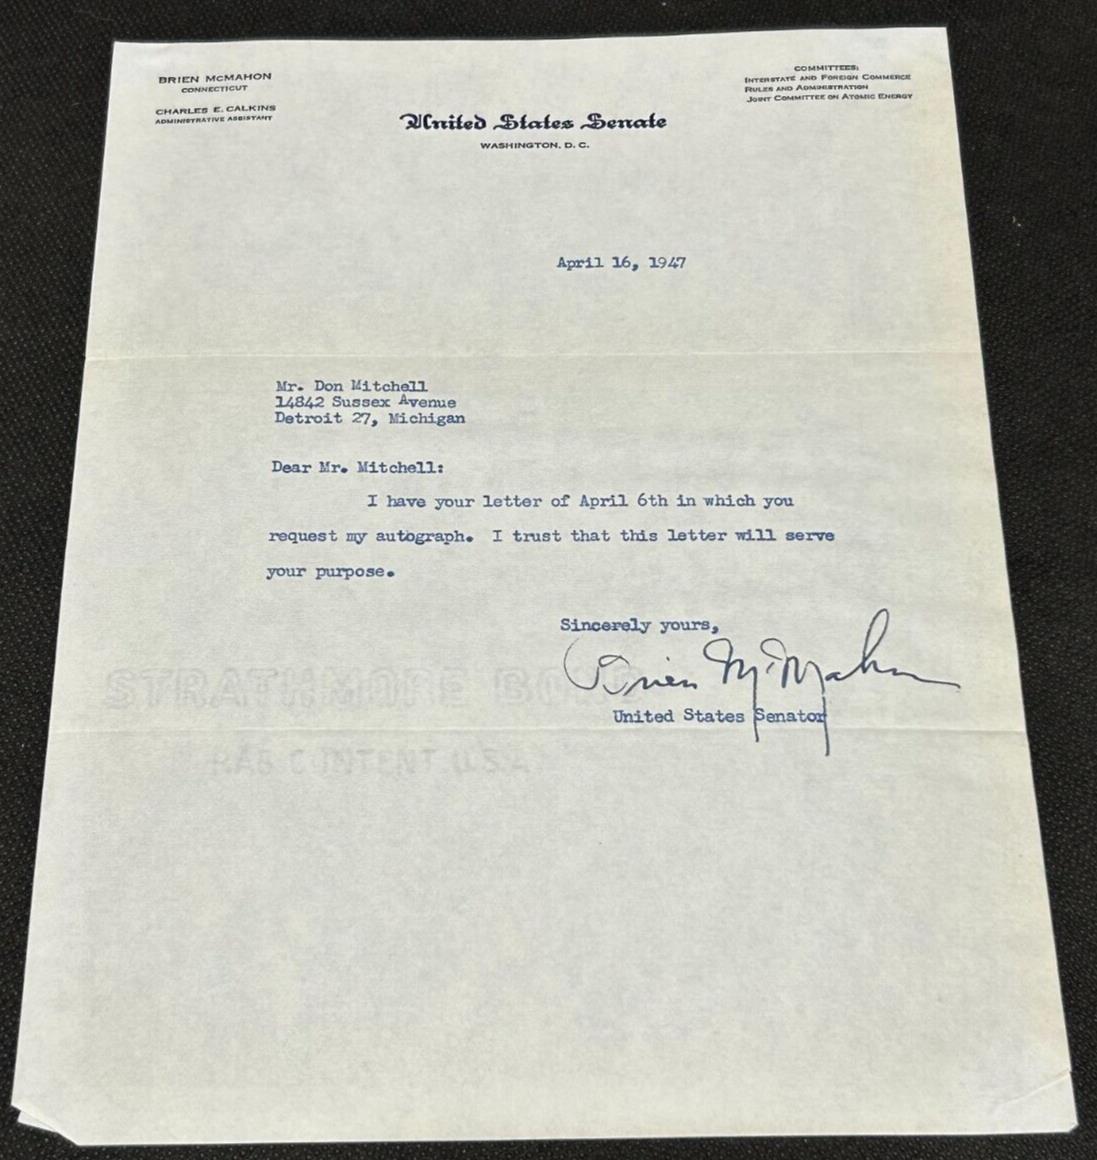 BRIEN McMAHON
CONNECTICUT
CHARLES E. CALKINS
ADMINISTRATIVE ASSISTANT
COMMITTEES:
INTERSTATE AND FOREIGN COMMERCE
RULES AND ADMINISTRATION
JOINT COMMITTEE ON ATOMIC ENERGY
United States Senate
WASHINGTON, D. C.
April 16, 1947
Mr. Don Mitchell
14842 Sussex Avenue
Detroit 27, Michigan
Dear Mr. Mitchell:
I have your letter of April 6th in which you
request my autograph. I trust that this letter will serve
your purpose.
Sincerely yours,
Brien McMahon
United States Senator
STRATHMORE BOND
RAG CONTENT U.S.A.